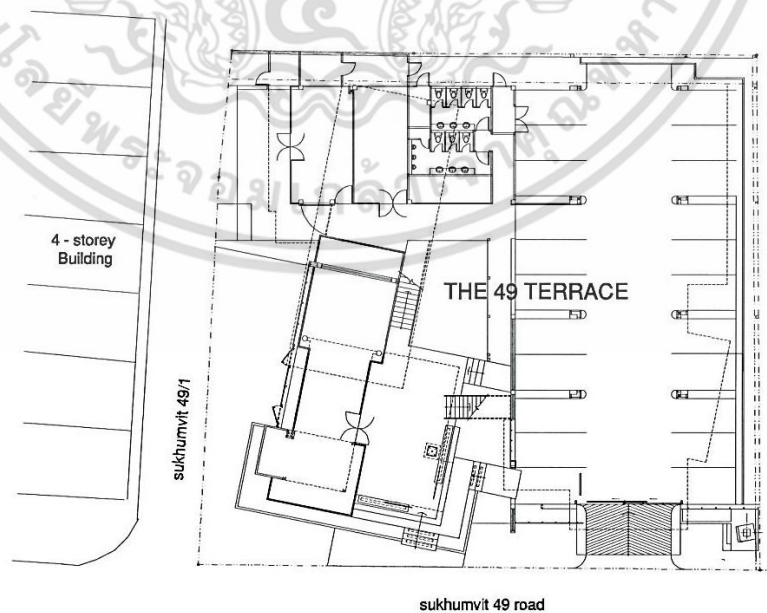 4 - storey
Building
THE 49 TERRACE
sukhumvit 49/1
sukhumvit 49 road